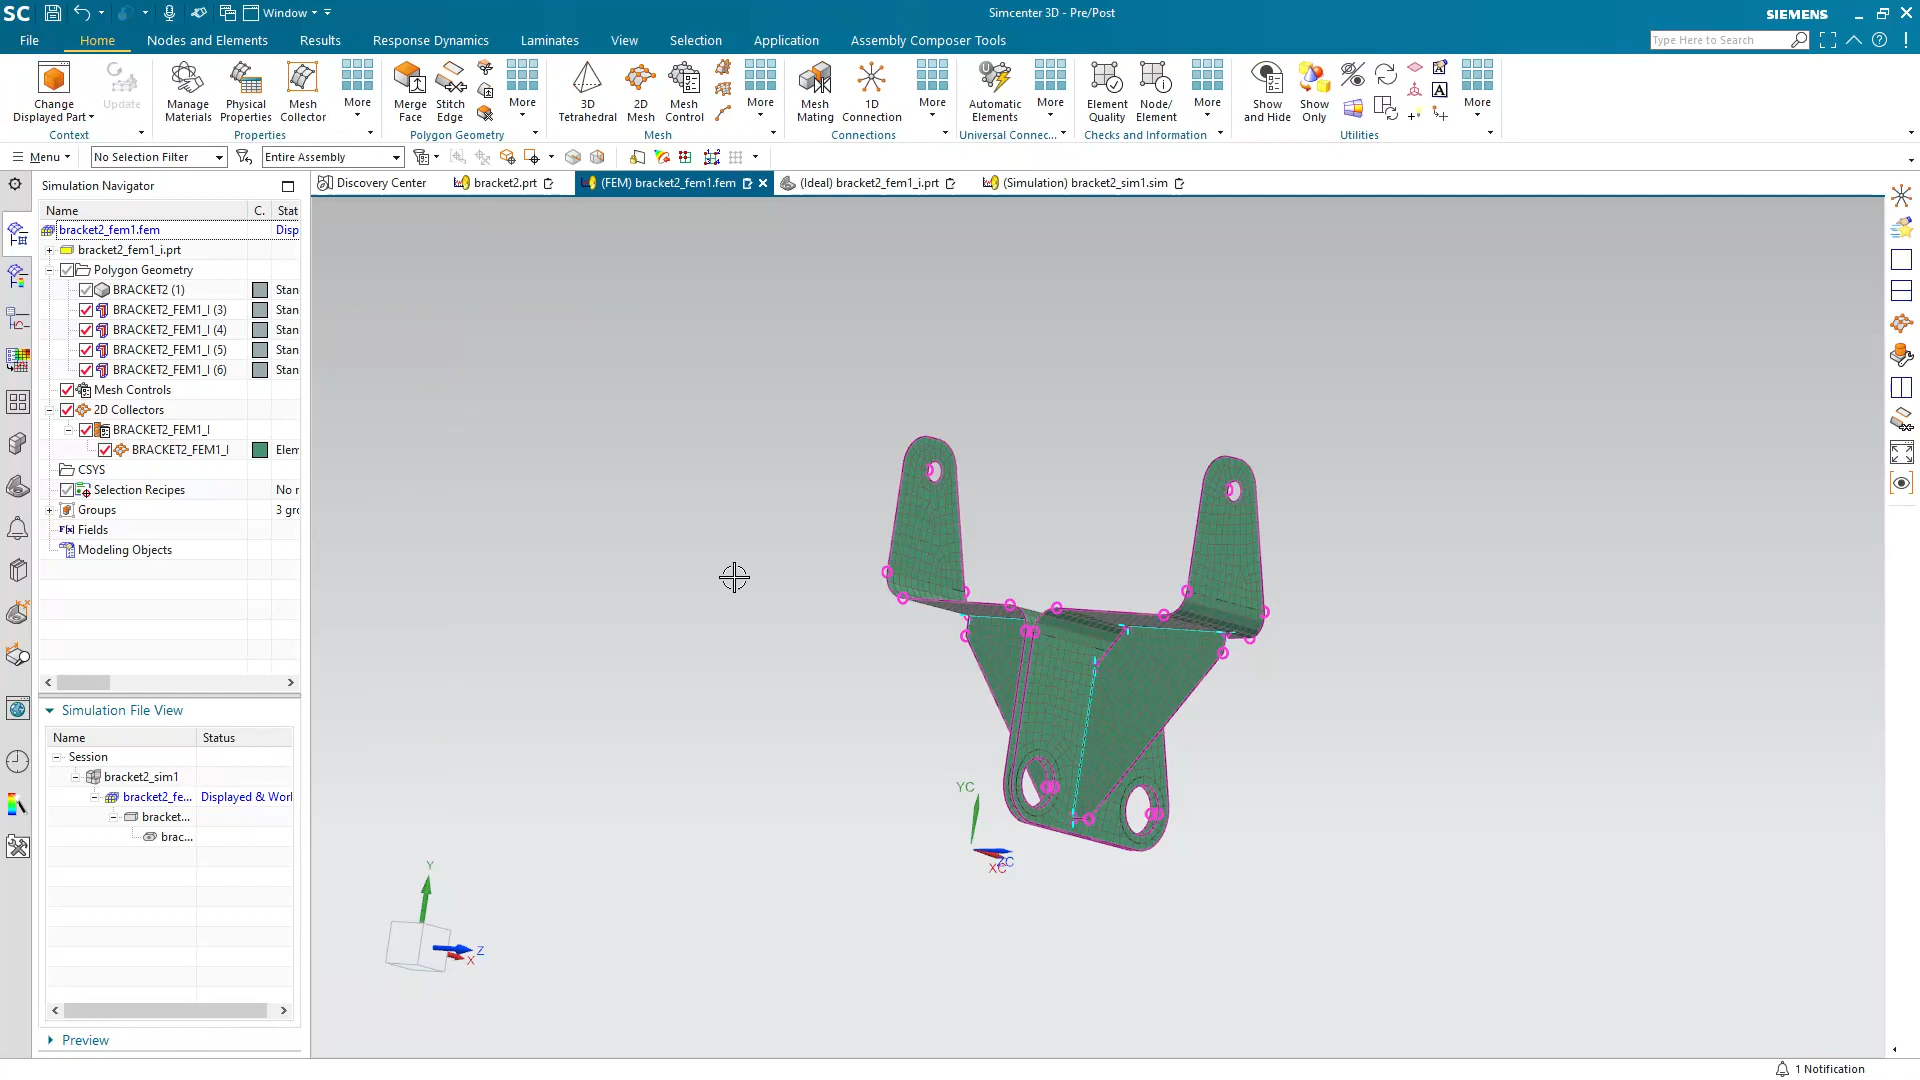 SC
Window
Simcenter 3D - Pre/Post
SIEMENS
File
Home
Nodes and Elements
Results
Response Dynamics
Laminates
View
Selection
Application
Assembly Composer Tools
Type Here to Search
Change Displayed Part
Update
Context
Manage Materials
Physical Properties
Mesh Collector
More
Properties
Merge Face
Stitch Edge
More
Polygon Geometry
3D Tetrahedral
2D Mesh
Mesh Control
More
Mesh
Mesh Mating
1D Connection
More
Connections
Automatic Elements
More
Universal Connec...
Element Quality
Node/ Element
More
Checks and Information
Show and Hide
Show Only
More
Utilities
Menu
No Selection Filter
Entire Assembly
Simulation Navigator
Discovery Center
bracket2.prt
(FEM) bracket2_fem1.fem
(Ideal) bracket2_fem1_i.prt
(Simulation) bracket2_sim1.sim
Name C. Stat
bracket2_fem1.fem Disp
bracket2_fem1_i.prt
Polygon Geometry
BRACKET2 (1) Stan
BRACKET2_FEM1_I (3) Stan
BRACKET2_FEM1_I (4) Stan
BRACKET2_FEM1_I (5) Stan
BRACKET2_FEM1_I (6) Stan
Mesh Controls
2D Collectors
BRACKET2_FEM1_I
BRACKET2_FEM1_I Elem
CSYS
Selection Recipes No r
Groups 3 gro
Fields
Modeling Objects
Simulation File View
Name Status
Session
bracket2_sim1
bracket2_fe... Displayed & Worl
bracket...
brac...
Preview
YC
ZC
XC
Y
Z
X
1 Notification